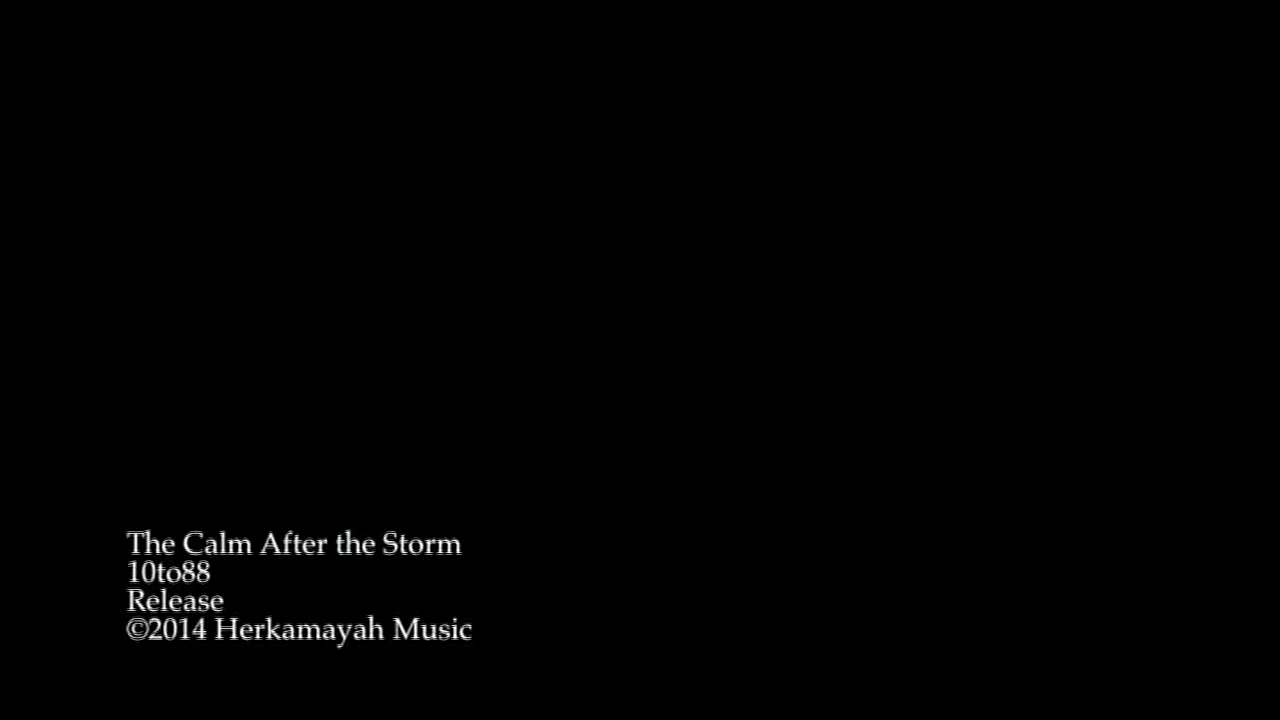 The Calm After the Storm
10to88
Release
©2014 Herkamayah Music